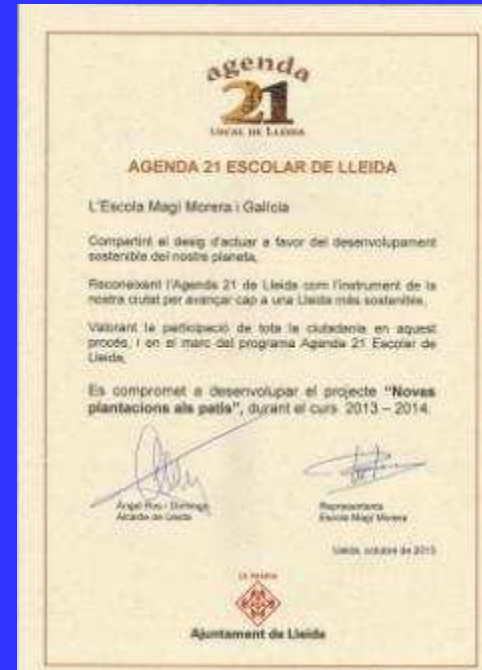 agenda
21
LOCAL DE LLEIDA
AGENDA 21 ESCOLAR DE LLEIDA
L'Escola Magí Morera i Galícia
Compartint el desig d'actuar a favor del desenvolupament
sostenible del nostre planeta,
Reconeixent l'Agenda 21 de Lleida com l'instrument de la
nostra ciutat per avançar cap a una Lleida més sostenible,
Valorant la participació de tota la ciutadania en aquest
procés, i en el marc del programa Agenda 21 Escolar de
Lleida,
Es compromet a desenvolupar el projecte "Noves
plantacions als patis", durant el curs 2013 – 2014.
Àngel Ros i Domingo
Alcalde de Lleida
Representants
Escola Magí Morera
Lleida, octubre de 2013
LA PAERIA
Ajuntament de Lleida